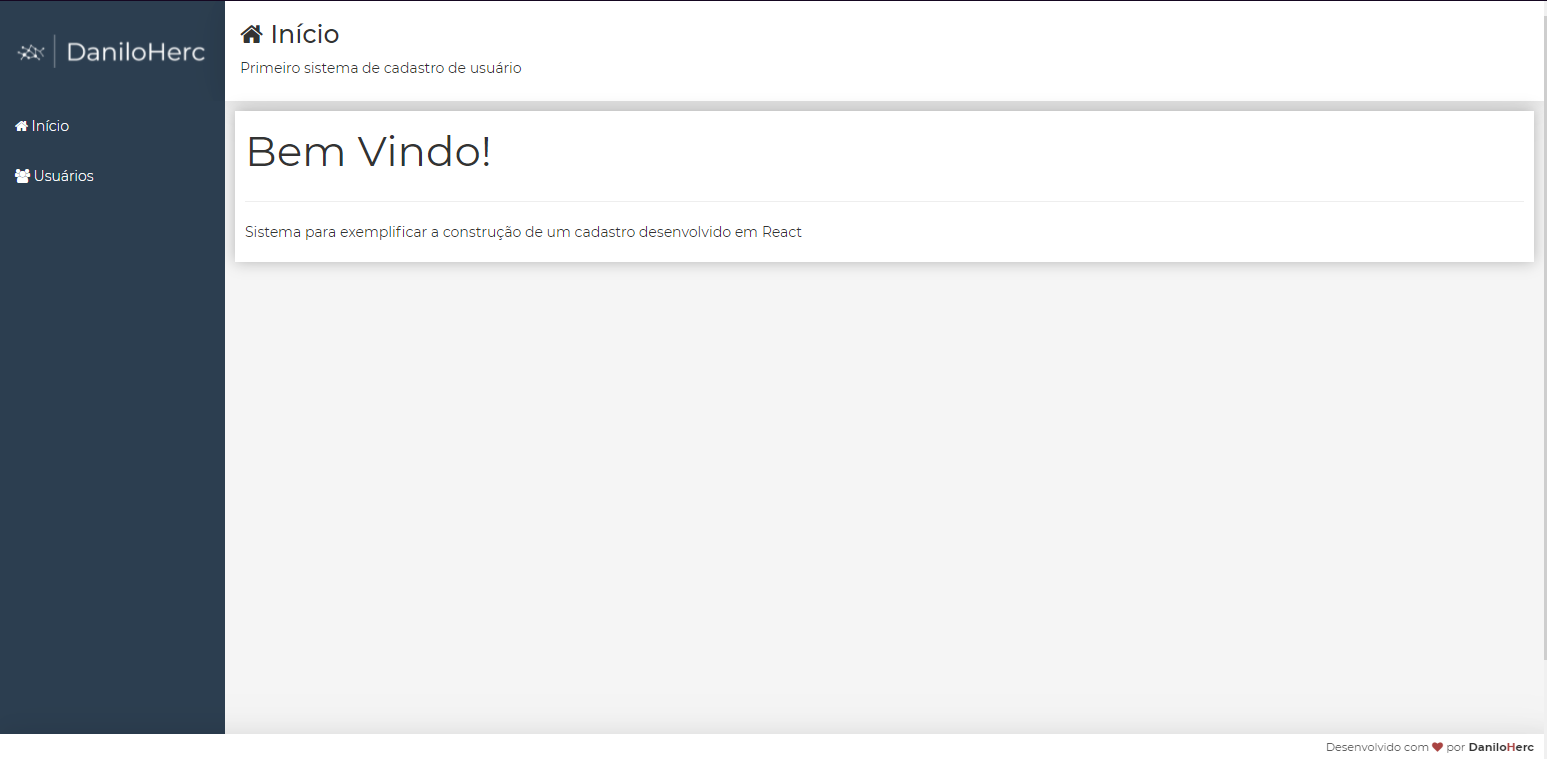 DaniloHerc
Início
Usuários
Início
Primeiro sistema de cadastro de usuário
Bem Vindo!
Sistema para exemplificar a construção de um cadastro desenvolvido em React
Desenvolvido com por DaniloHerc